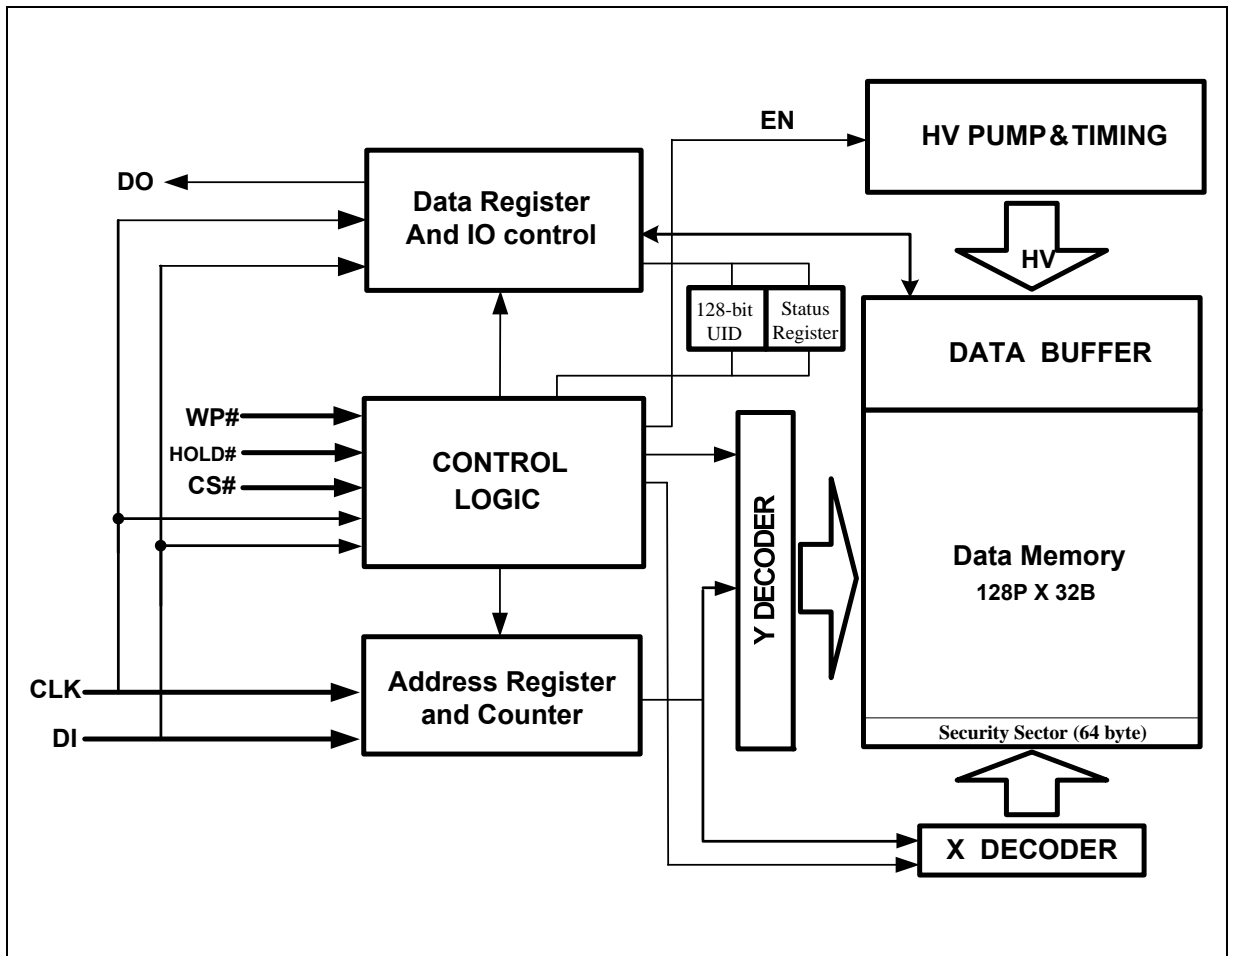 EN
HV PUMP & TIMING
DO
Data Register
And IO control
HV
128-bit
UID
Status
Register
DATA BUFFER
WP#
HOLD#
CS#
CONTROL
LOGIC
Y DECODER
Data Memory
128P X 32B
CLK
DI
Address Register
and Counter
Security Sector (64 byte)
X DECODER